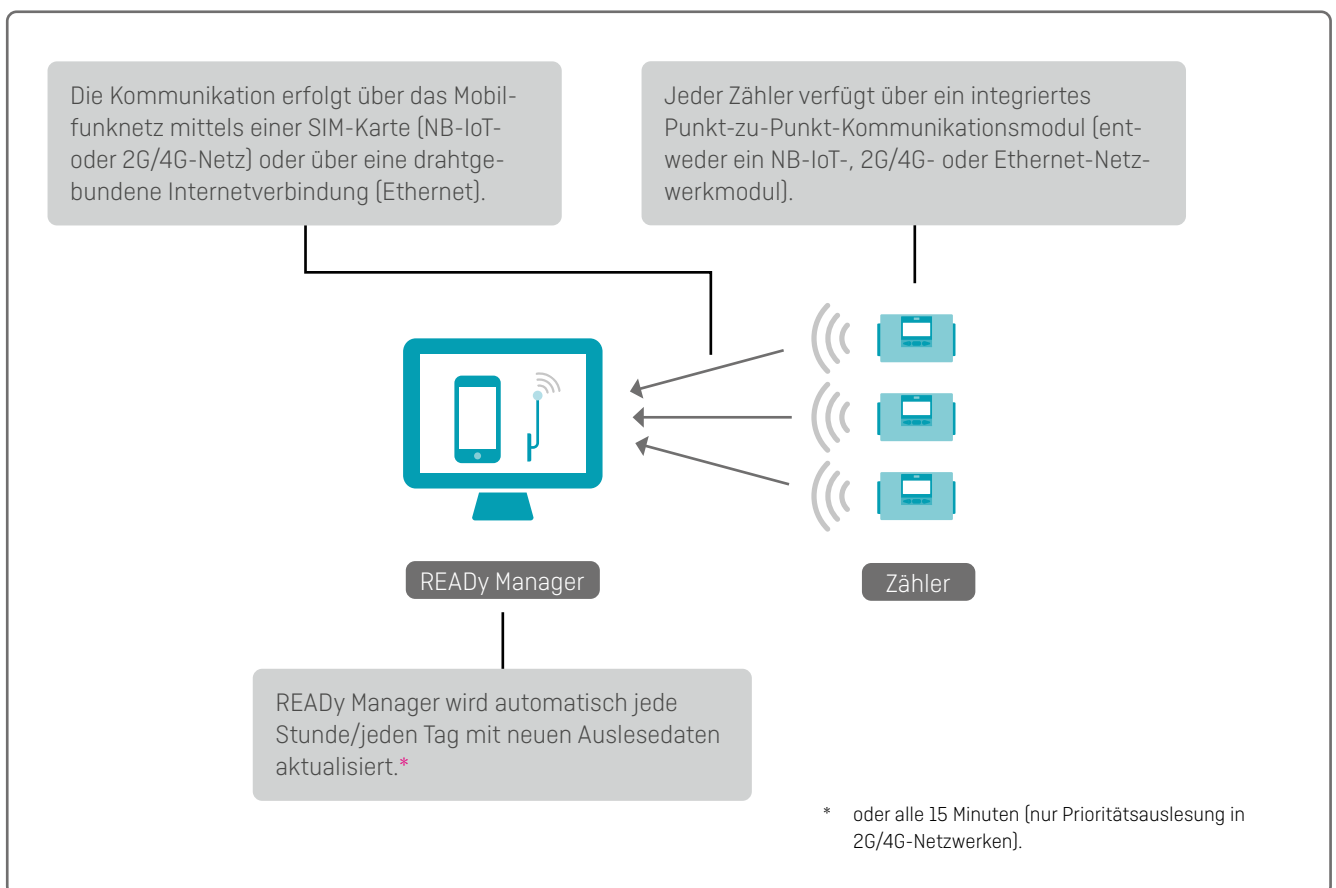 Die Kommunikation erfolgt über das Mobil-
funknetz mittels einer SIM-Karte (NB-IoT-
oder 2G/4G-Netz) oder über eine drahtge-
bundene Internetverbindung (Ethernet).
Jeder Zähler verfügt über ein integriertes
Punkt-zu-Punkt-Kommunikationsmodul (ent-
weder ein NB-IoT-, 2G/4G- oder Ethernet-Netz-
werkmodul).
READy Manager
Zähler
READy Manager wird automatisch jede
Stunde/jeden Tag mit neuen Auslesedaten
aktualisiert.*
* oder alle 15 Minuten (nur Prioritätsauslesung in
2G/4G-Netzwerken).